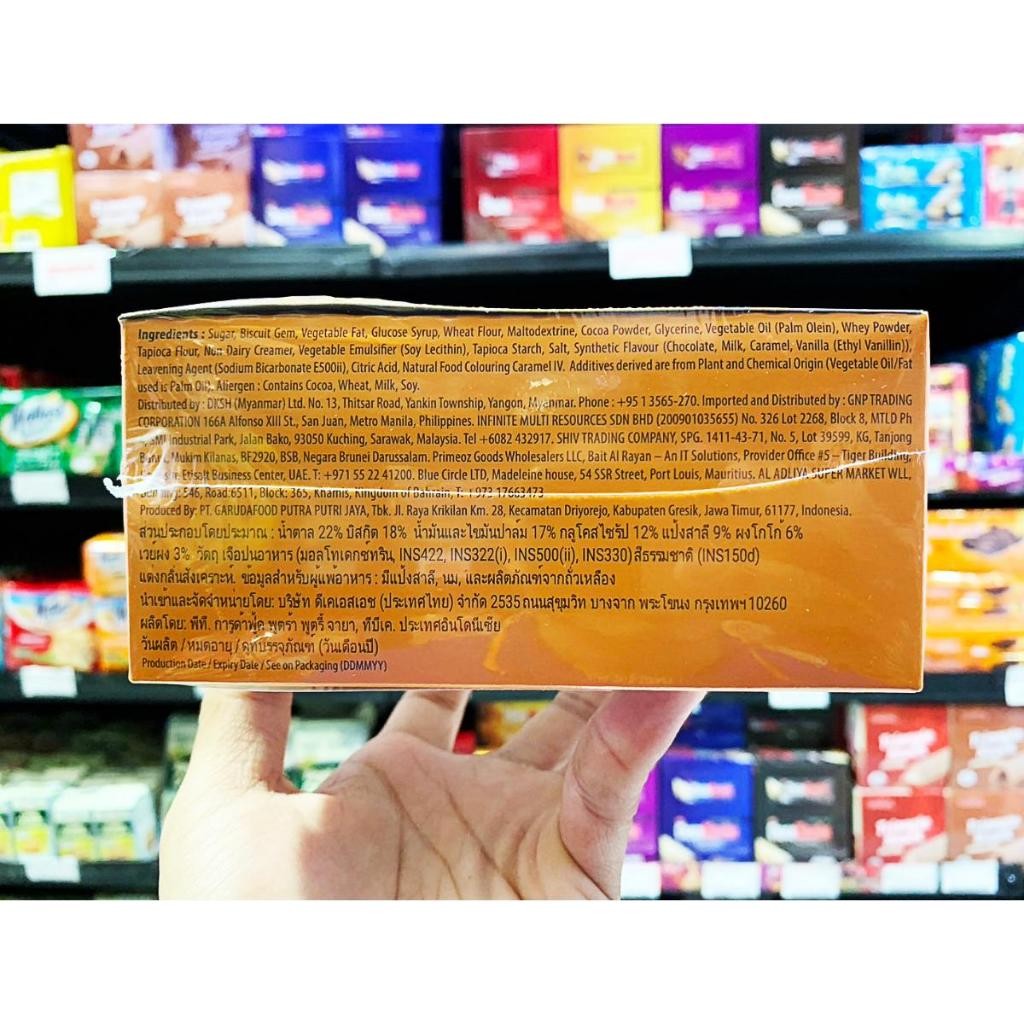 Ingredients : Sugar, Biscuit Gem, Vegetable Fat, Glucose Syrup, Wheat Flour, Maltodextrine, Cocoa Powder, Glycerine, Vegetable Oil (Palm Olein), Whey Powder,
Tapioca Flour, Non Dairy Creamer, Vegetable Emulsifier (Soy Lecithin), Tapioca Starch, Salt, Synthetic Flavour (Chocolate, Milk, Caramel, Vanilla (Ethyl Vanillin)),
Leavening Agent (Sodium Bicarbonate E500ii), Citric Acid, Natural Food Colouring Caramel IV. Additives derived are from Plant and Chemical Origin (Vegetable Oil/Fat
used is Palm Oil). Allergen : Contains Cocoa, Wheat, Milk, Soy.
Distributed by : DKSH (Myanmar) Ltd. No. 13, Thitsar Road, Yankin Township, Yangon, Myanmar. Phone : +95 1 3565-270. Imported and Distributed by : GNP TRADING
CORPORATION 166A Alfonso XIII St., San Juan, Metro Manila, Philippines. INFINITE MULTI RESOURCES SDN BHD (200901035655) No. 326 Lot 2268, Block 8, MTLD Ph
Industrial Park, Jalan Bako, 93050 Kuching, Sarawak, Malaysia. Tel +6082 432917. SHIV TRADING COMPANY, SPG. 1411-43-71, No. 5, Lot 39599, KG, Tanjong
Mukim Kilanas, BF2920, BSB, Negara Brunei Darussalam. Primeoz Goods Wholesalers LLC, Bait Al Rayan – An IT Solutions, Provider Office #5 – Tiger Building,
Etisalt Business Center, UAE. T: +971 55 22 41200. Blue Circle LTD, Madeleine house, 54 SSR Street, Port Louis, Mauritius. AL ADLIYA SUPER MARKET WLL,
546, Road:6511, Block: 365, Khamis, Kingdom of Bahrain, T: +973 17663473
Produced By: PT. GARUDAFOOD PUTRA PUTRI JAYA, Tbk. Jl. Raya Krikilan Km. 28, Kecamatan Driyorejo, Kabupaten Gresik, Jawa Timur, 61177, Indonesia.
ส่วนประกอบโดยประมาณ : น้ำตาล 22% บิสกิต 18% น้ำมันและไขมันปาล์ม 17% กลูโคสไซรัป 12% แป้งสาลี 9% ผงโกโก้ 6%
เวย์ผง 3% วัตถุเจือปนอาหาร (มอลโทเดกซ์ทริน, INS422, INS322(i), INS500(ii), INS330) สีธรรมชาติ (INS150d)
แต่งกลิ่นสังเคราะห์. ข้อมูลสำหรับผู้แพ้อาหาร : มีแป้งสาลี, นม, และผลิตภัณฑ์จากถั่วเหลือง
นำเข้าและจัดจำหน่ายโดย: บริษัท ดีเคเอสเอช (ประเทศไทย) จำกัด 2535 ถนนสุขุมวิท บางจาก พระโขนง กรุงเทพฯ 10260
ผลิตโดย: พีที. การูด้าฟู้ด พูตรา พูตรี จายา, ทีบีเค. ประเทศอินโดนีเซีย
วันผลิต / หมดอายุ / ดูที่บรรจุภัณฑ์ (วันเดือนปี)
Production Date / Expiry Date / See on Packaging (DDMMYY)